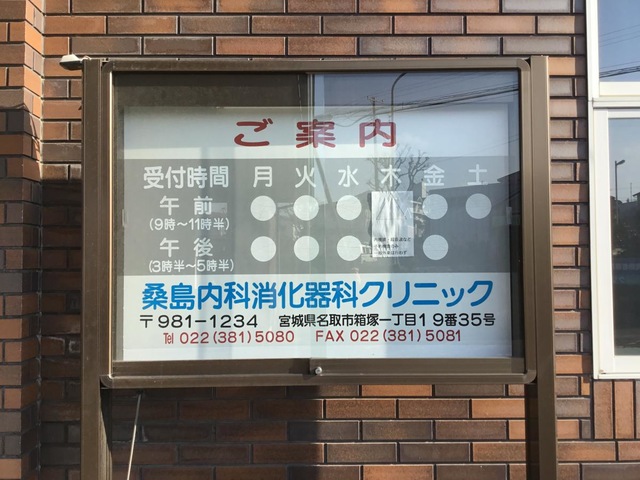 ご案内
受付時間 月 火 水 木 金 土
午前 ● ● ● ● ●
(9時～11時半)
午後 ● ● ● ●
(3時半～5時半)
桑島内科消化器科クリニック
〒981-1234 宮城県名取市箱塚一丁目19番35号
Tel 022(381)5080 FAX 022(381)5081